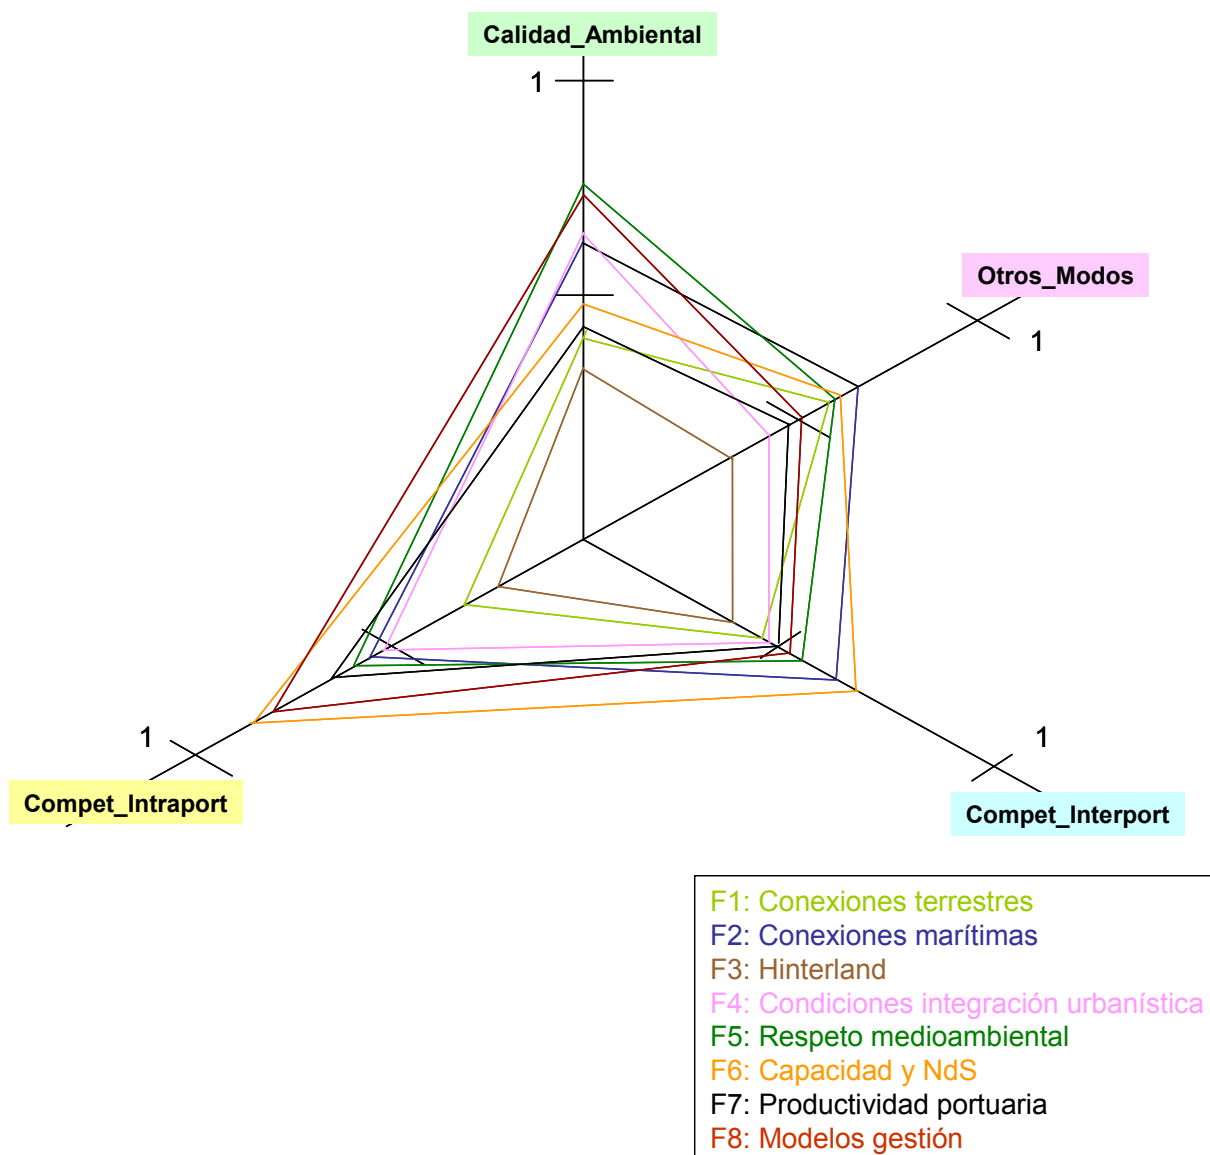 Calidad_Ambiental
1
Otros_Modos
1
1
1
Compet_Intraport
Compet_Interport
F1: Conexiones terrestres
F2: Conexiones marítimas
F3: Hinterland
F4: Condiciones integración urbanística
F5: Respeto medioambiental
F6: Capacidad y NdS
F7: Productividad portuaria
F8: Modelos gestión